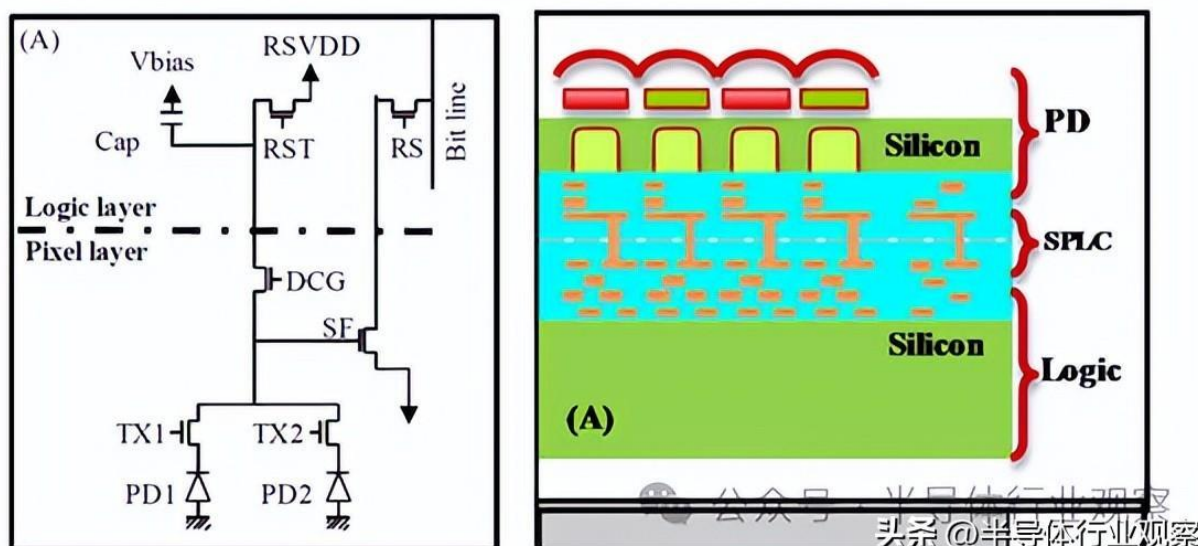 (A)
Vbias
RSVDD
Cap
RST
RS
Bit line
Logic layer
Pixel layer
DCG
SF
TX1
TX2
PD1
PD2
Silicon
PD
SPLC
Silicon
Logic
(A)
公众号 · 半导体行业观察
头条 @半导体行业观察